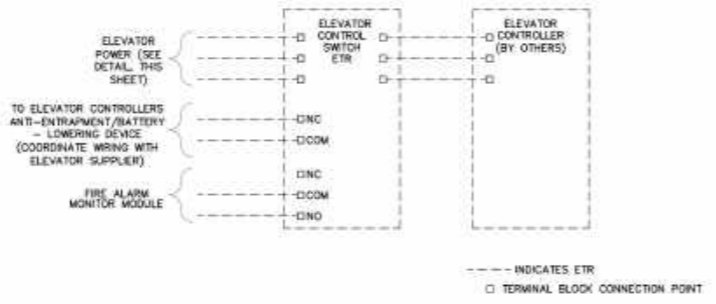 ELEVATOR
POWER (SEE
DETAIL, THIS
SHEET)
TO ELEVATOR CONTROLLERS
ANTI-ENTRAPMENT/BATTERY
- LOWERING DEVICE
(COORDINATE WIRING WITH
ELEVATOR SUPPLIER)
FIRE ALARM
MONITOR MODULE
ELEVATOR
CONTROL
SWITCH
ETR
NC
COM
NC
COM
NO
ELEVATOR
CONTROLLER
(BY OTHERS)
INDICATES ETR
TERMINAL BLOCK CONNECTION POINT